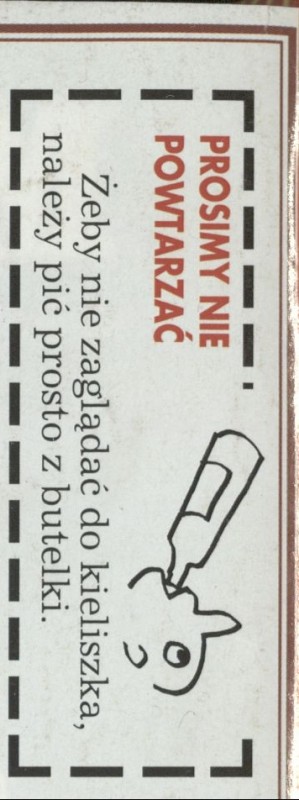 PROSIMY NIE
POWTARZAĆ
Żeby nie zaglądać do kieliszka,
należy pić prosto z butelki.